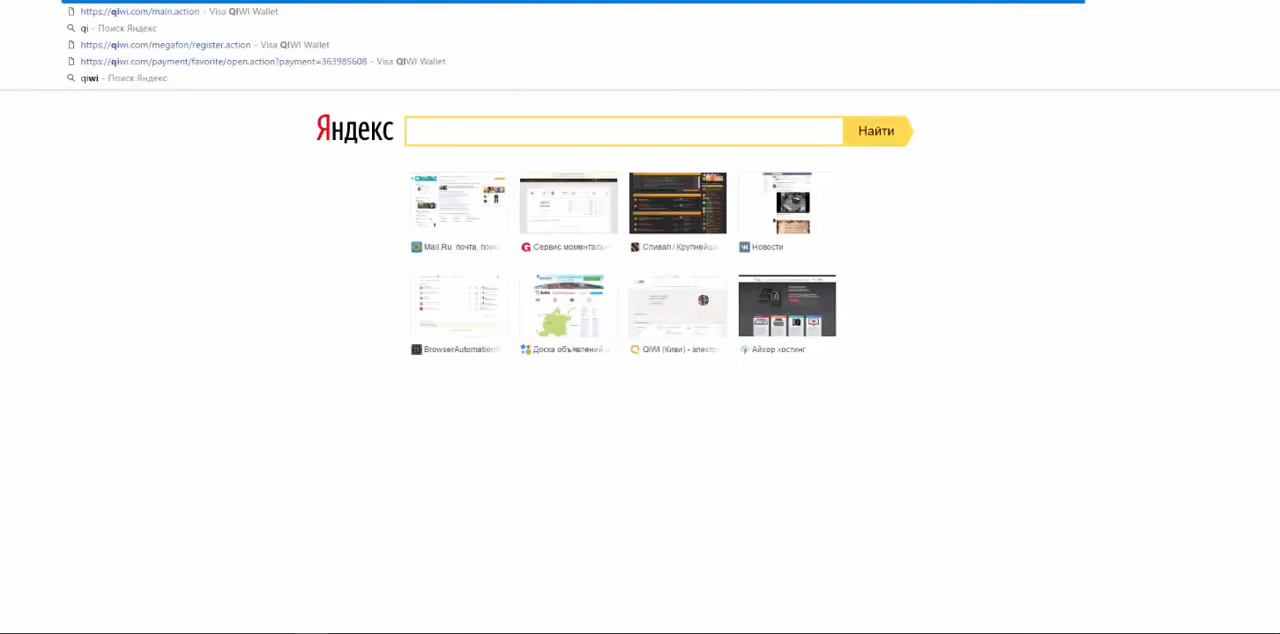 https://qiwi.com/main.action - Visa QIWI Wallet
qi - Поиск Яндекс
https://qiwi.com/megafon/register.action - Visa QIWI Wallet
https://qiwi.com/payment/favorite/open.action?payment=363985608 - Visa QIWI Wallet
qiwi - Поиск Яндекс
Яндекс Найти
Mail.Ru: почта, поис Сервис моменталь Сливап / Крупнейш Новости
BrowserAutomation Доска объявлений QIWI (Киви) - электр Айхор хостинг